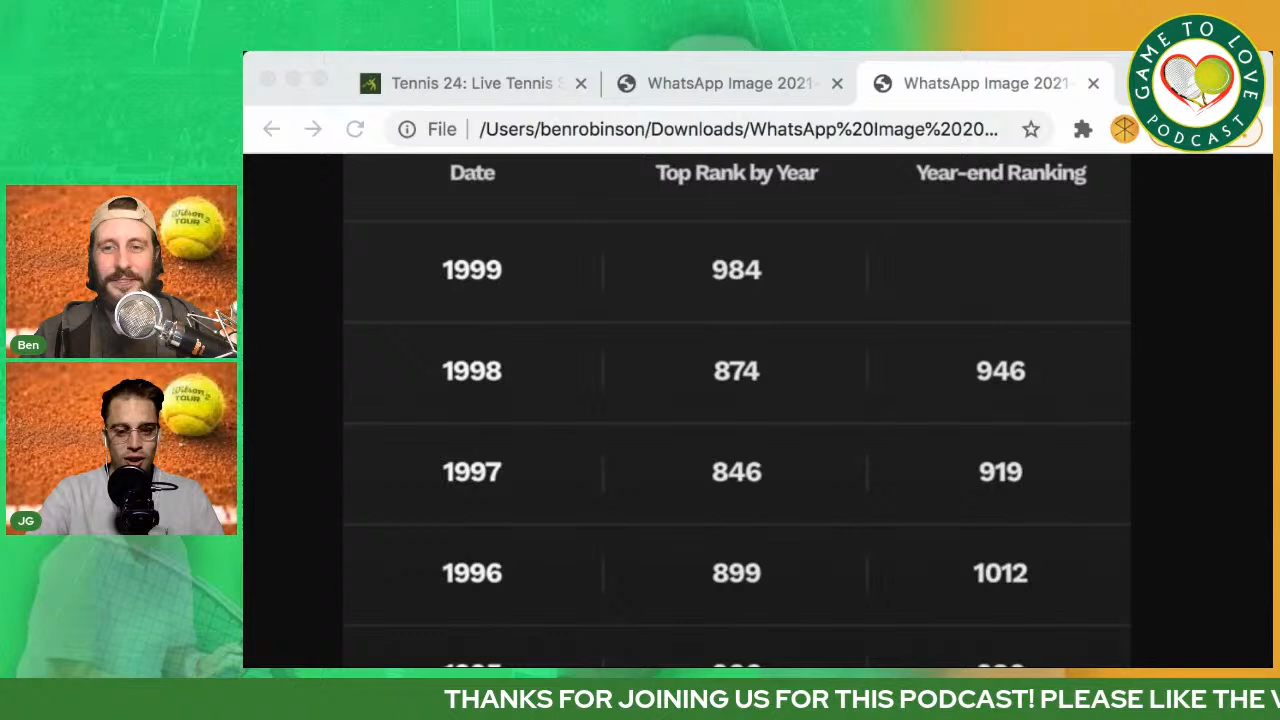 GAME TO LOVE
PODCAST
Tennis 24: Live Tennis
WhatsApp Image 2021
WhatsApp Image 2021
File
/Users/benrobinson/Downloads/WhatsApp%20Image%2020...
Date Top Rank by Year Year-end Ranking
1999 984
1998 874 946
1997 846 919
1996 899 1012
Wilson
TOUR
Ben
Wilson
TOUR
JG
THANKS FOR JOINING US FOR THIS PODCAST! PLEASE LIKE THE